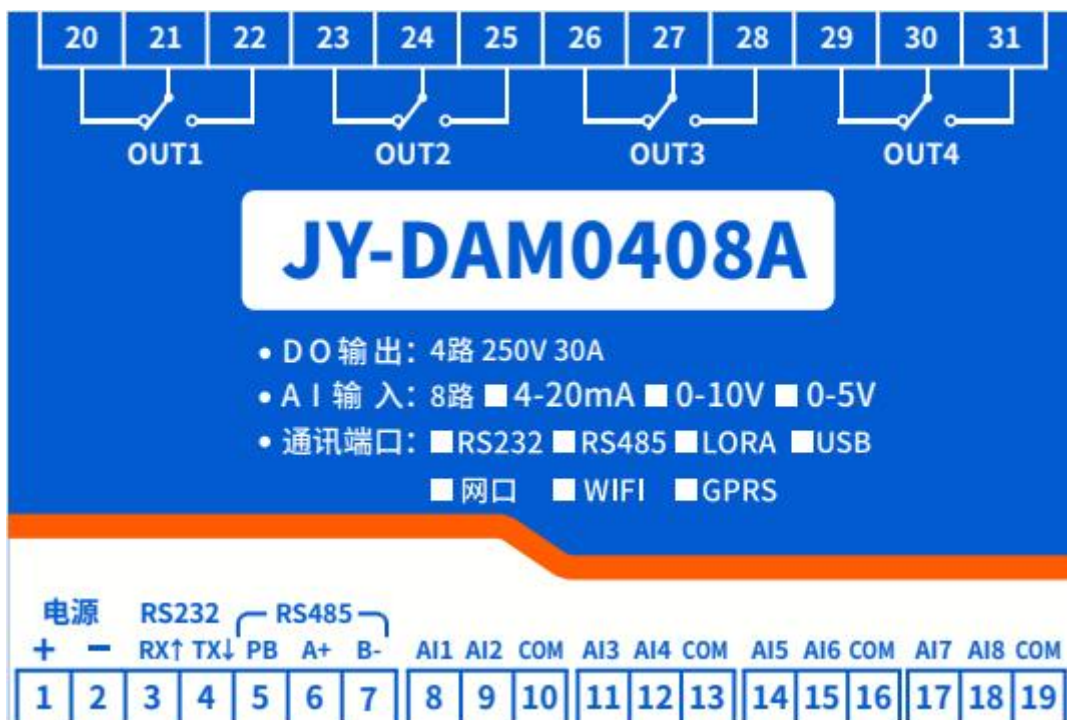 20 21 22 23 24 25 26 27 28 29 30 31
OUT1 OUT2 OUT3 OUT4
JY-DAM0408A
• DO输出：4路 250V 30A
• AI输入：8路 ■4-20mA ■0-10V ■0-5V
• 通讯端口：■RS232 ■RS485 ■LORA ■USB
■网口 ■WIFI ■GPRS
电源 RS232 RS485
+ − RX↑ TX↓ PB A+ B- AI1 AI2 COM AI3 AI4 COM AI5 AI6 COM AI7 AI8 COM
1 2 3 4 5 6 7 8 9 10 11 12 13 14 15 16 17 18 19